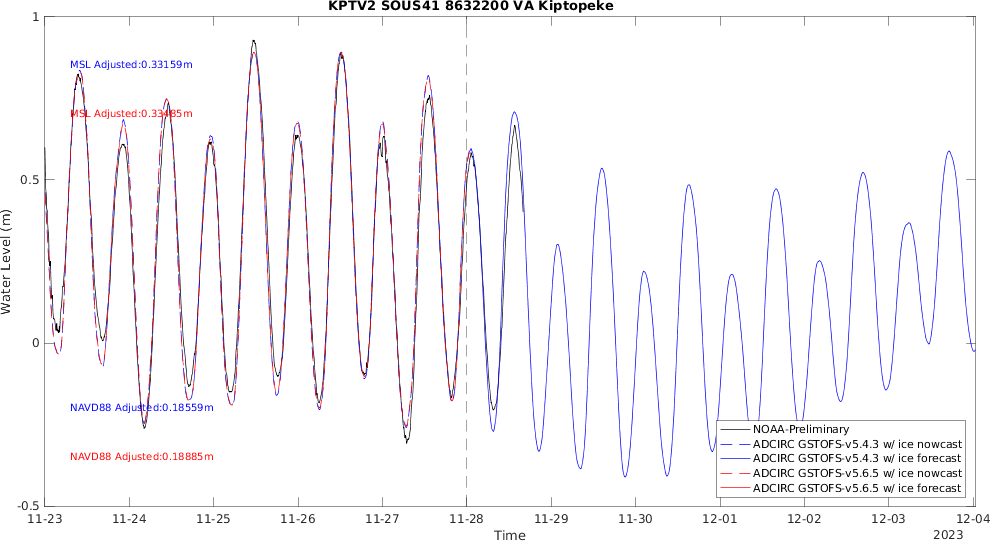 KPTV2 SOUS41 8632200 VA Kiptopeke
1
MSL Adjusted:0.33159m
MSL Adjusted:0.33485m
0.5
Water Level (m)
0
NAVD88 Adjusted:0.18559m
NAVD88 Adjusted:0.18885m
NOAA-Preliminary
ADCIRC GSTOFS-v5.4.3 w/ ice nowcast
ADCIRC GSTOFS-v5.4.3 w/ ice forecast
ADCIRC GSTOFS-v5.6.5 w/ ice nowcast
ADCIRC GSTOFS-v5.6.5 w/ ice forecast
-0.5
11-23 11-24 11-25 11-26 11-27 11-28 11-29 11-30 12-01 12-02 12-03 12-04
Time
2023